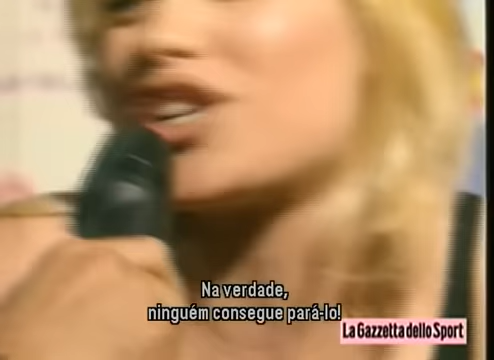 Na verdade,
ninguém consegue pará-lo!
La Gazzetta dello Sport